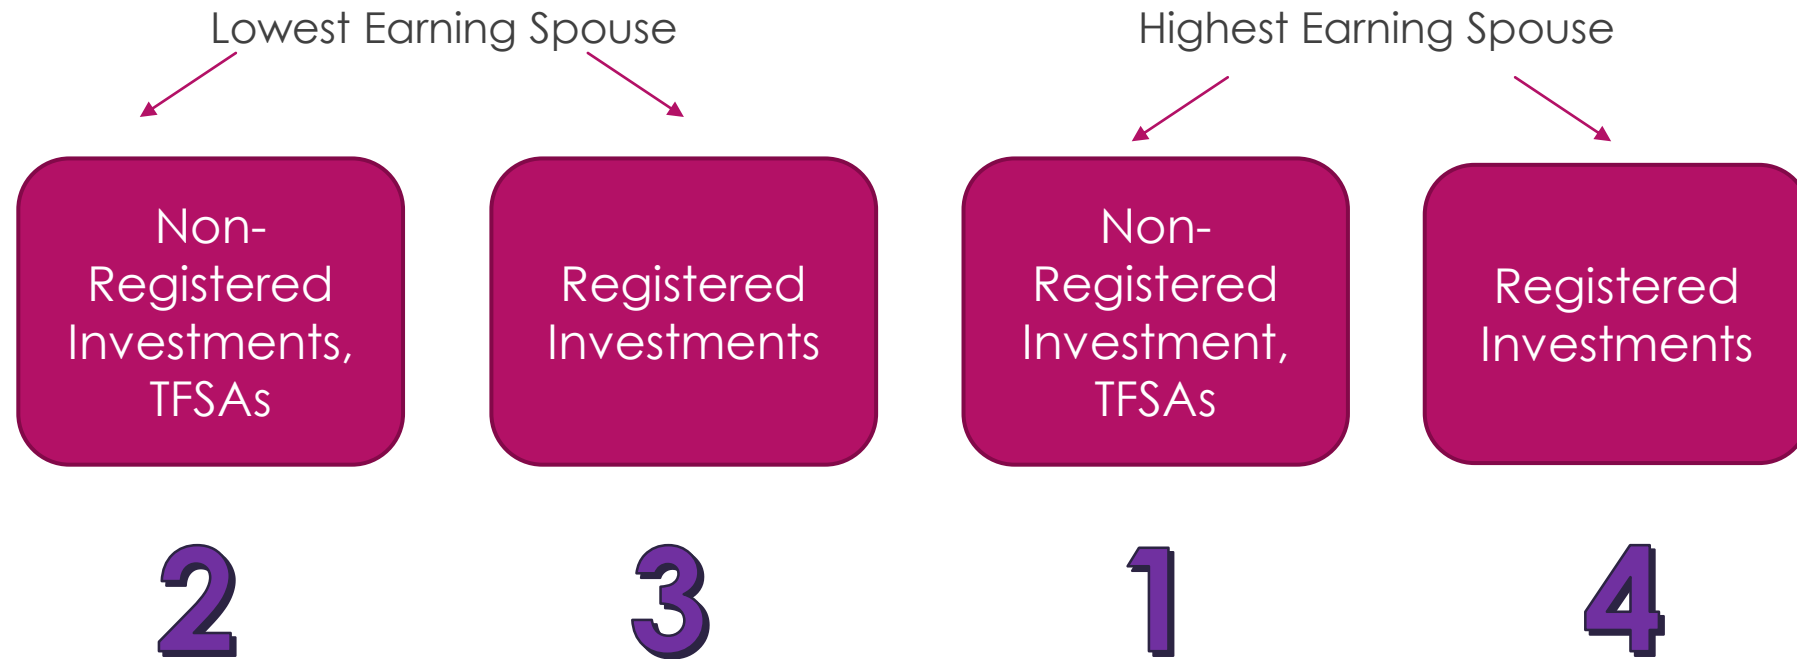 Lowest Earning Spouse
Highest Earning Spouse
Non-
Registered
Investments,
TFSAs
Registered
Investments
Non-
Registered
Investment,
TFSAs
Registered
Investments
2
3
1
4